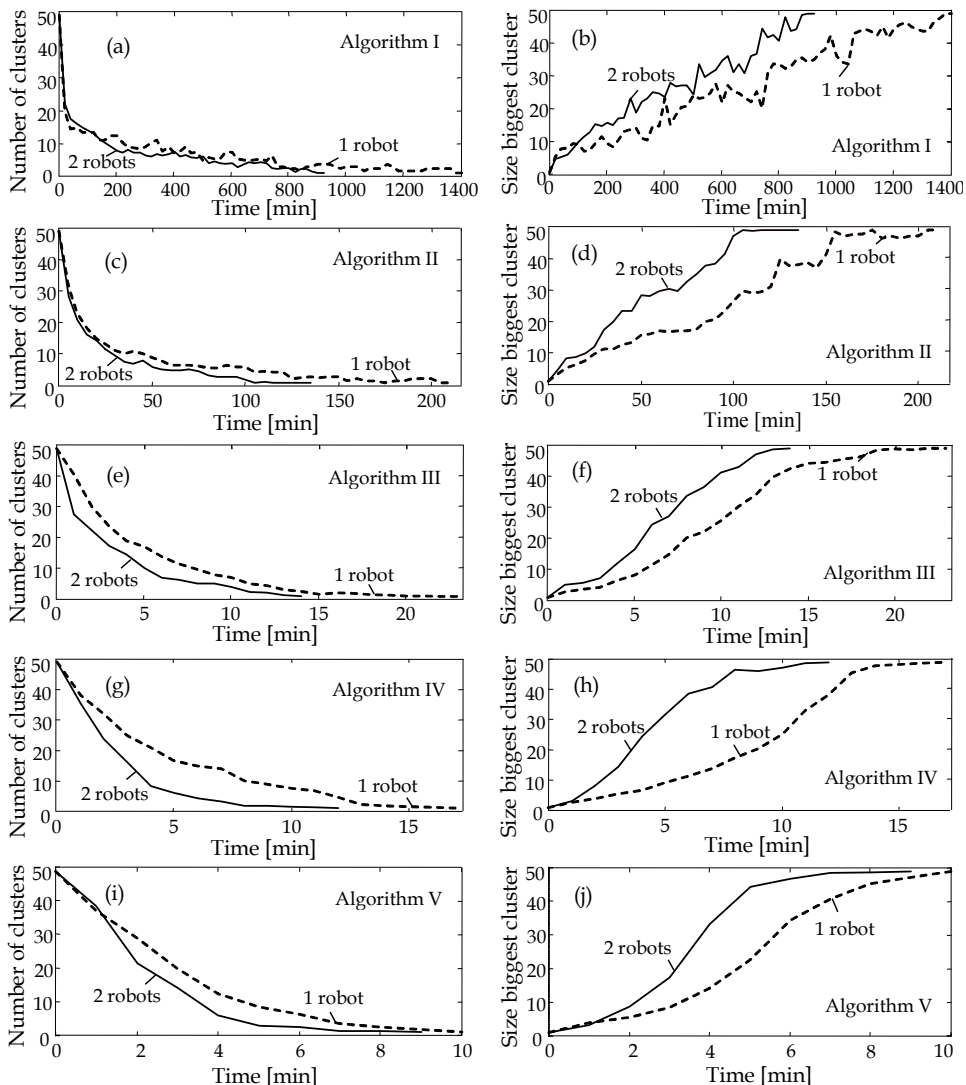 Number of clusters
50
40
30
20
10
0
(a)
Algorithm I
2 robots
1 robot
0 200 400 600 800 1000 1200 1400
Time [min]
Size biggest cluster
50
40
30
20
10
0
(b)
2 robots
1 robot
Algorithm I
0 200 400 600 800 1000 1200 1400
Time [min]
Number of clusters
50
40
30
20
10
0
(c)
Algorithm II
2 robots
1 robot
0 50 100 150 200
Time [min]
Size biggest cluster
50
40
30
20
10
0
(d)
2 robots
1 robot
Algorithm II
0 50 100 150 200
Time [min]
Number of clusters
50
40
30
20
10
0
(e)
Algorithm III
2 robots
1 robot
0 5 10 15 20
Time [min]
Size biggest cluster
50
40
30
20
10
0
(f)
2 robots
1 robot
Algorithm III
0 5 10 15 20
Time [min]
Number of clusters
50
40
30
20
10
0
(g)
Algorithm IV
2 robots
1 robot
0 5 10 15
Time [min]
Size biggest cluster
50
40
30
20
10
0
(h)
2 robots
1 robot
Algorithm IV
0 5 10 15
Time [min]
Number of clusters
50
40
30
20
10
0
(i)
Algorithm V
2 robots
1 robot
0 2 4 6 8 10
Time [min]
Size biggest cluster
50
40
30
20
10
0
(j)
2 robots
1 robot
Algorithm V
0 2 4 6 8 10
Time [min]